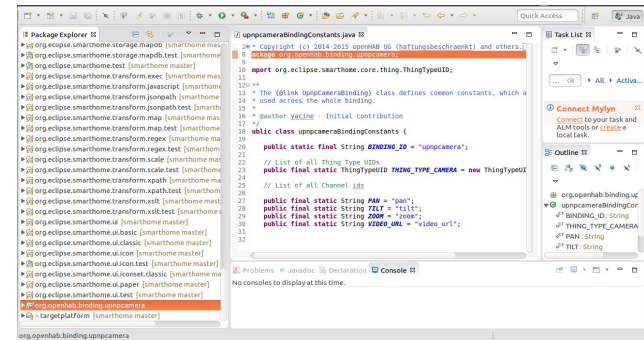 Quick Access
Java
Package Explorer
org.eclipse.smarthome.storage.mapdb [smarthome mas
org.eclipse.smarthome.storage.mapdb.test [smarthome
org.eclipse.smarthome.test [smarthome master]
org.eclipse.smarthome.transform.exec [smarthome mas
org.eclipse.smarthome.transform.javascript [smarthome
org.eclipse.smarthome.transform.jsonpath [smarthome
org.eclipse.smarthome.transform.jsonpath.test [smarth
org.eclipse.smarthome.transform.map [smarthome mas
org.eclipse.smarthome.transform.map.test [smarthome
org.eclipse.smarthome.transform.regex [smarthome ma
org.eclipse.smarthome.transform.regex.test [smarthom
org.eclipse.smarthome.transform.scale [smarthome mas
org.eclipse.smarthome.transform.scale.test [smarthome
org.eclipse.smarthome.transform.xpath [smarthome ma
org.eclipse.smarthome.transform.xpath.test [smarthom
org.eclipse.smarthome.transform.xslt [smarthome mast
org.eclipse.smarthome.transform.xslt.test [smarthome
org.eclipse.smarthome.ui [smarthome master]
org.eclipse.smarthome.ui.basic [smarthome master]
org.eclipse.smarthome.ui.classic [smarthome master]
org.eclipse.smarthome.ui.icon [smarthome master]
org.eclipse.smarthome.ui.icon.test [smarthome master]
org.eclipse.smarthome.ui.iconset.classic [smarthome ma
org.eclipse.smarthome.ui.paper [smarthome master]
org.eclipse.smarthome.ui.test [smarthome master]
org.openhab.binding.upnpcamera
> targetplatform [smarthome master]
org.openhab.binding.upnpcamera
upnpcameraBindingConstants.java
2 * Copyright (c) 2014-2015 openHAB UG (haftungsbeschraenkt) and others.
8 ackage org.openhab.binding.upnpcamera;
9
10 mport org.eclipse.smarthome.core.thing.ThingTypeUID;
11
12 **
13 * The {@link UpnpCameraBinding} class defines common constants, which a
14 * used across the whole binding.
15 *
16 * @author yacine - Initial contribution
17 */
18 ublic class upnpcameraBindingConstants {
19
20 public static final String BINDING_ID = "upnpcamera";
21
22 // List of all Thing Type UIDs
23 public final static ThingTypeUID THING_TYPE_CAMERA = new ThingTypeUI
24
25 // List of all Channel ids
26
27 public final static String PAN = "pan";
28 public final static String TILT = "tilt";
29 public final static String ZOOM = "zoom";
30 public final static String VIDEO_URL = "video_url";
31
32
Problems @ Javadoc Declaration Console
No consoles to display at this time.
Task List
All Activa...
Connect Mylyn
Connect to your task and
ALM tools or create a
local task.
Outline
org.openhab.binding.up
upnpcameraBindingCor
BINDING_ID : String
THING_TYPE_CAMERA
PAN : String
TILT : String